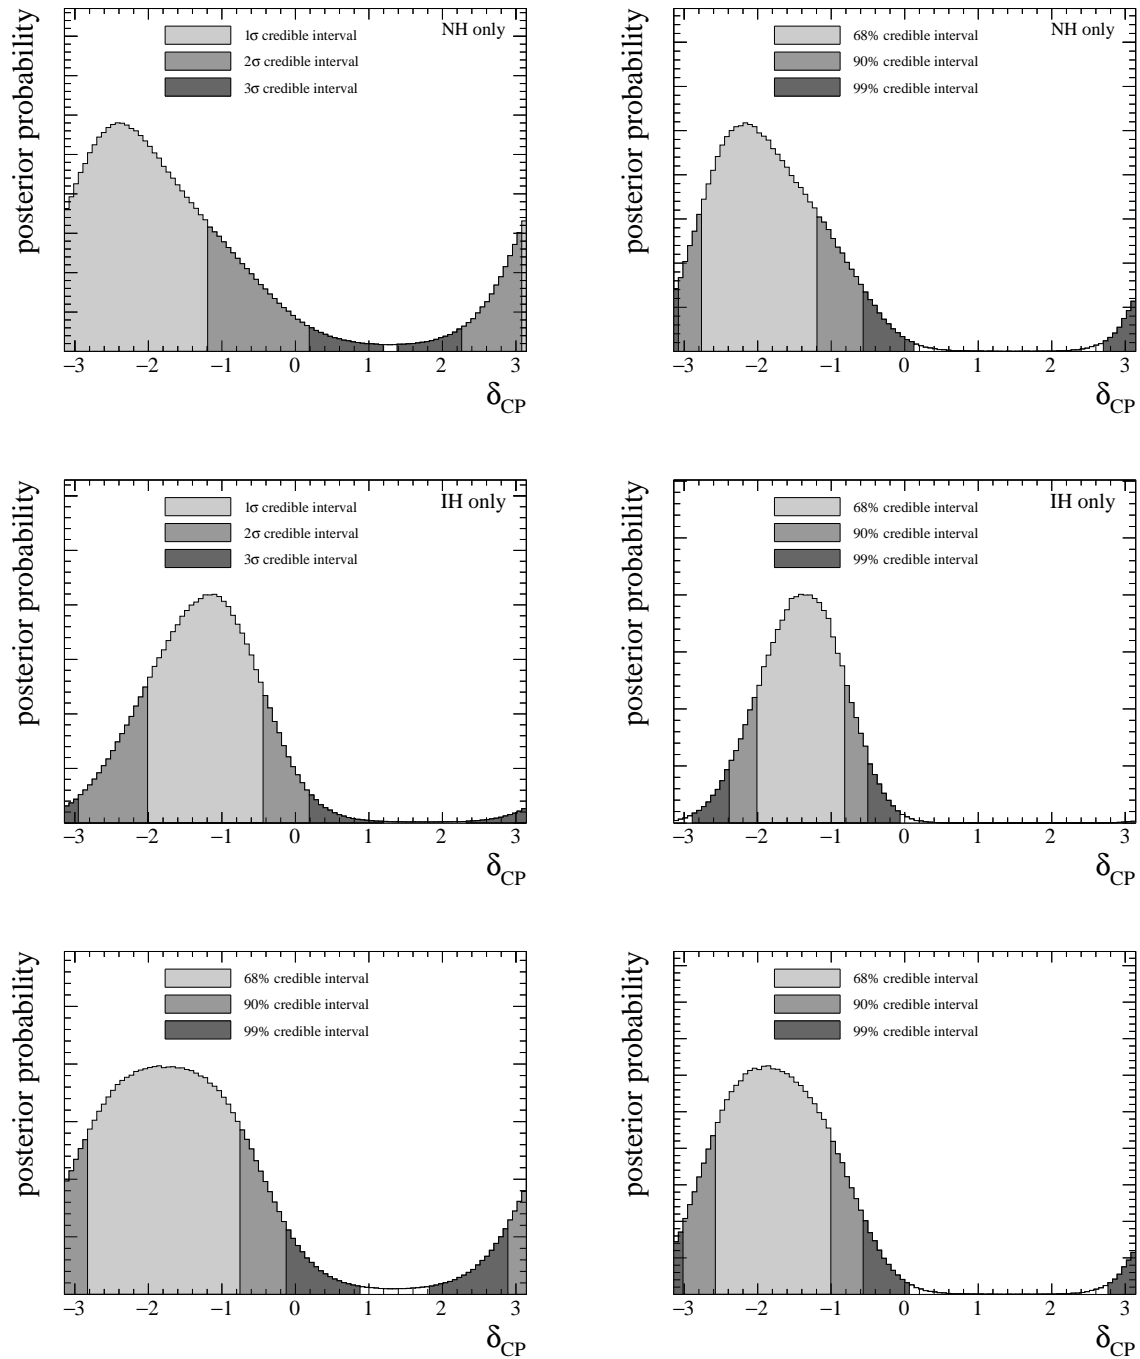 posterior probability
1σ credible interval
2σ credible interval
3σ credible interval
NH only
−3 −2 −1 0 1 2 3
δCP
posterior probability
68% credible interval
90% credible interval
99% credible interval
NH only
−3 −2 −1 0 1 2 3
δCP
posterior probability
1σ credible interval
2σ credible interval
3σ credible interval
IH only
−3 −2 −1 0 1 2 3
δCP
posterior probability
68% credible interval
90% credible interval
99% credible interval
IH only
−3 −2 −1 0 1 2 3
δCP
posterior probability
68% credible interval
90% credible interval
99% credible interval
−3 −2 −1 0 1 2 3
δCP
posterior probability
68% credible interval
90% credible interval
99% credible interval
−3 −2 −1 0 1 2 3
δCP